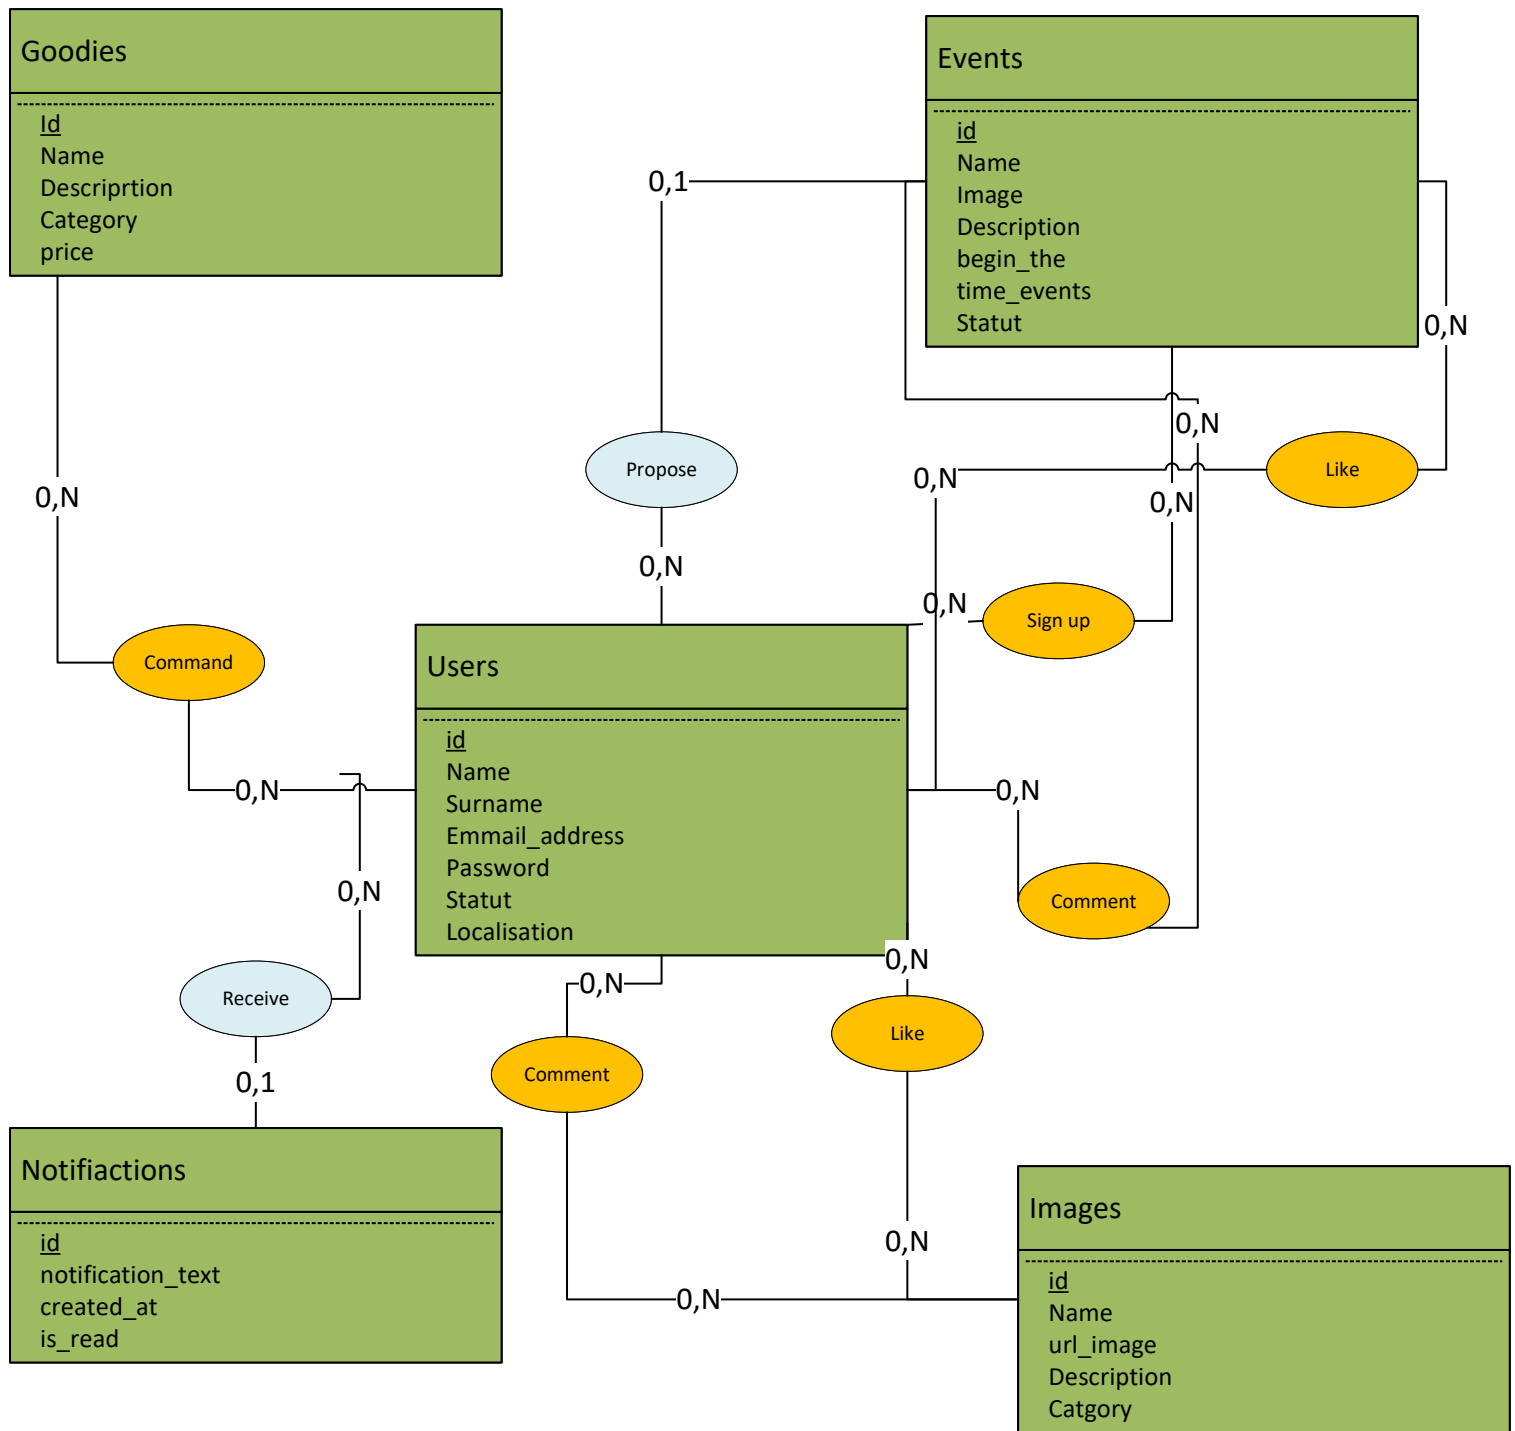 Goodies
Id
Name
Descriprtion
Category
price
Events
id
Name
Image
Description
begin_the
time_events
Statut
0,1
0,N
0,N
Propose
Like
0,N
0,N
0,N
0,N
0,N
Sign up
Command
Users
id
Name
Surname
Emmail_address
Password
Statut
Localisation
0,N
0,N
0,N
Comment
0,N
0,N
Receive
Like
Comment
0,1
Notifiactions
id
notification_text
created_at
is_read
0,N
0,N
Images
id
Name
url_image
Description
Catgory